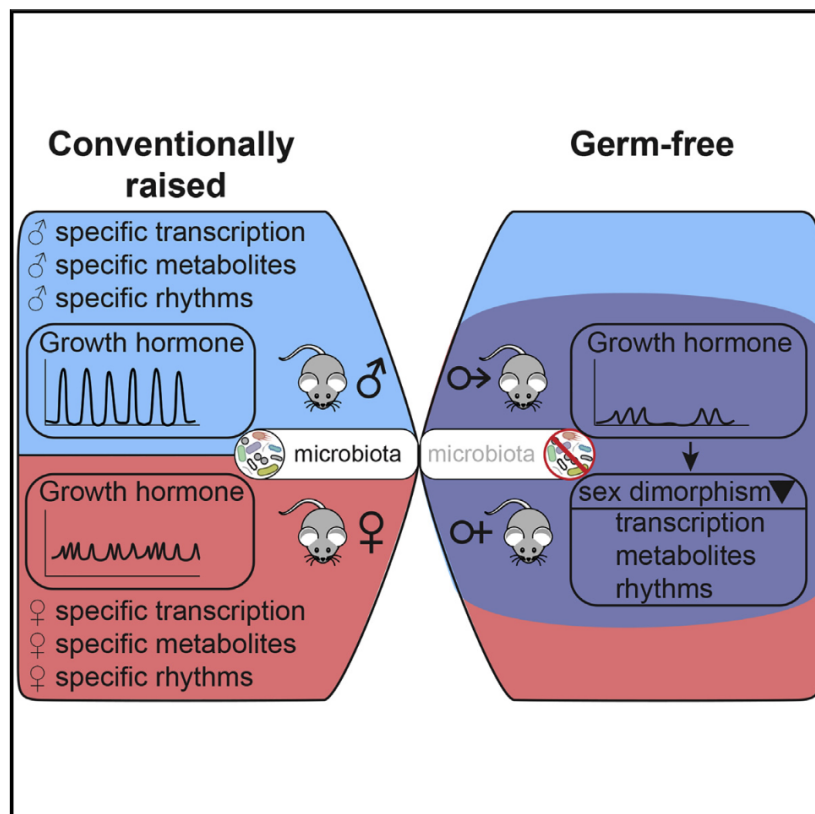 Conventionally
raised
♂ specific transcription
♂ specific metabolites
♂ specific rhythms
Growth hormone
♂
microbiota
Growth hormone
♀
♀ specific transcription
♀ specific metabolites
♀ specific rhythms
Germ-free
Growth hormone
microbiota
sex dimorphism▼
transcription
metabolites
rhythms